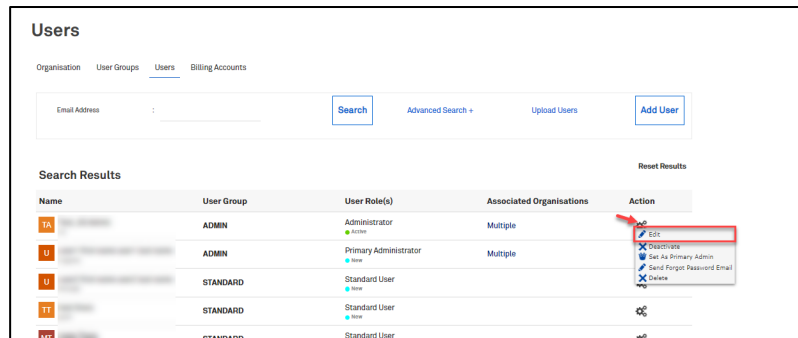 Users
Organisation User Groups Users Billing Accounts
Email Address : Search Advanced Search + Upload Users Add User
Reset Results
Search Results
Name User Group User Role(s) Associated Organisations Action
TA ADMIN Administrator Multiple
Active
Edit
U ADMIN Primary Administrator Multiple
New
Deactivate
Set As Primary Admin
Send Forgot Password Email
Delete
U STANDARD Standard User
New
TT STANDARD Standard User
New
MT STANDARD Standard User